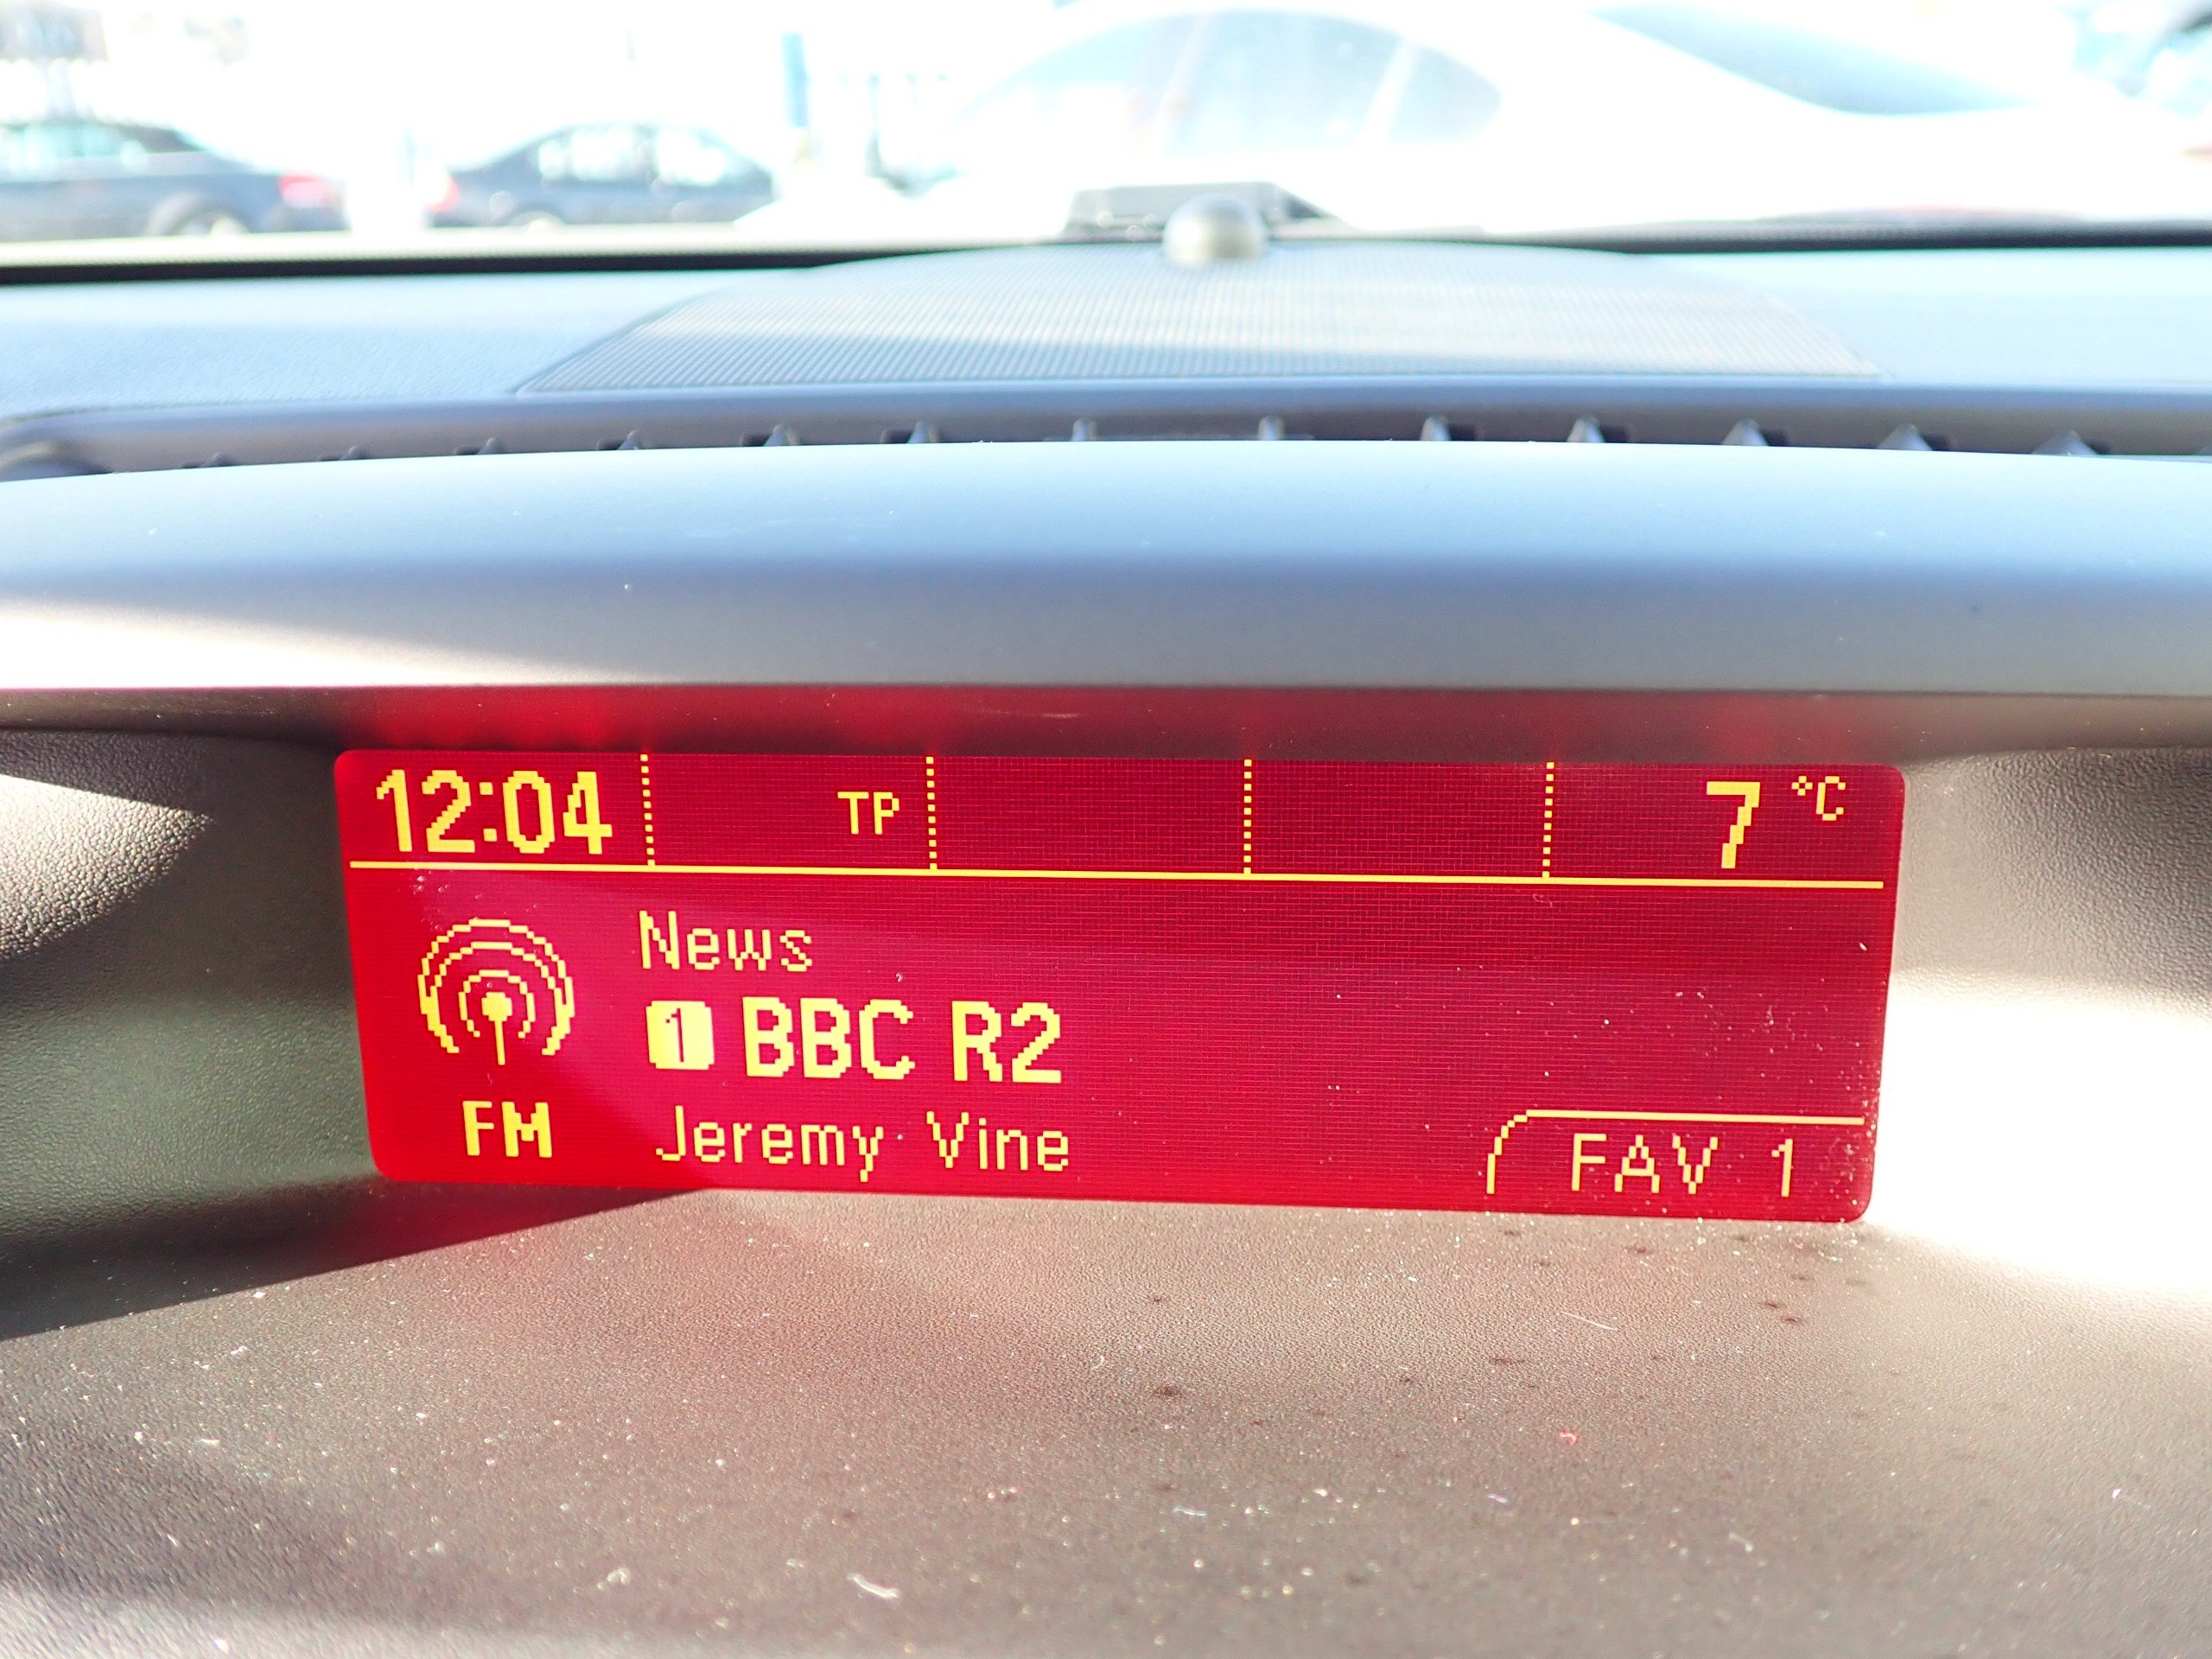 12:04 TP 7 °C
News
1 BBC R2
FM Jeremy Vine FAV 1